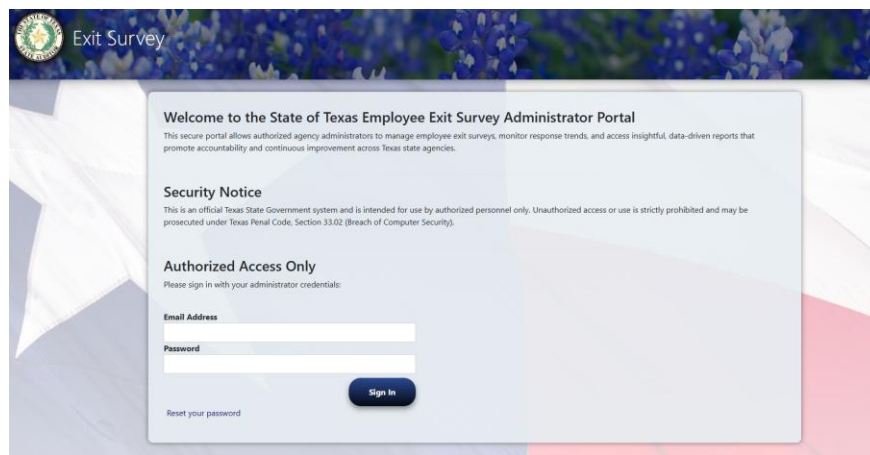 Exit Survey
Welcome to the State of Texas Employee Exit Survey Administrator Portal
This secure portal allows authorized agency administrators to manage employee exit surveys, monitor response trends, and access insightful, data-driven reports that
promote accountability and continuous improvement across Texas state agencies.
Security Notice
This is an official Texas State Government system and is intended for use by authorized personnel only. Unauthorized access or use is strictly prohibited and may be
prosecuted under Texas Penal Code, Section 33.02 (Breach of Computer Security).
Authorized Access Only
Please sign in with your administrator credentials:
Email Address
Password
Sign In
Reset your password